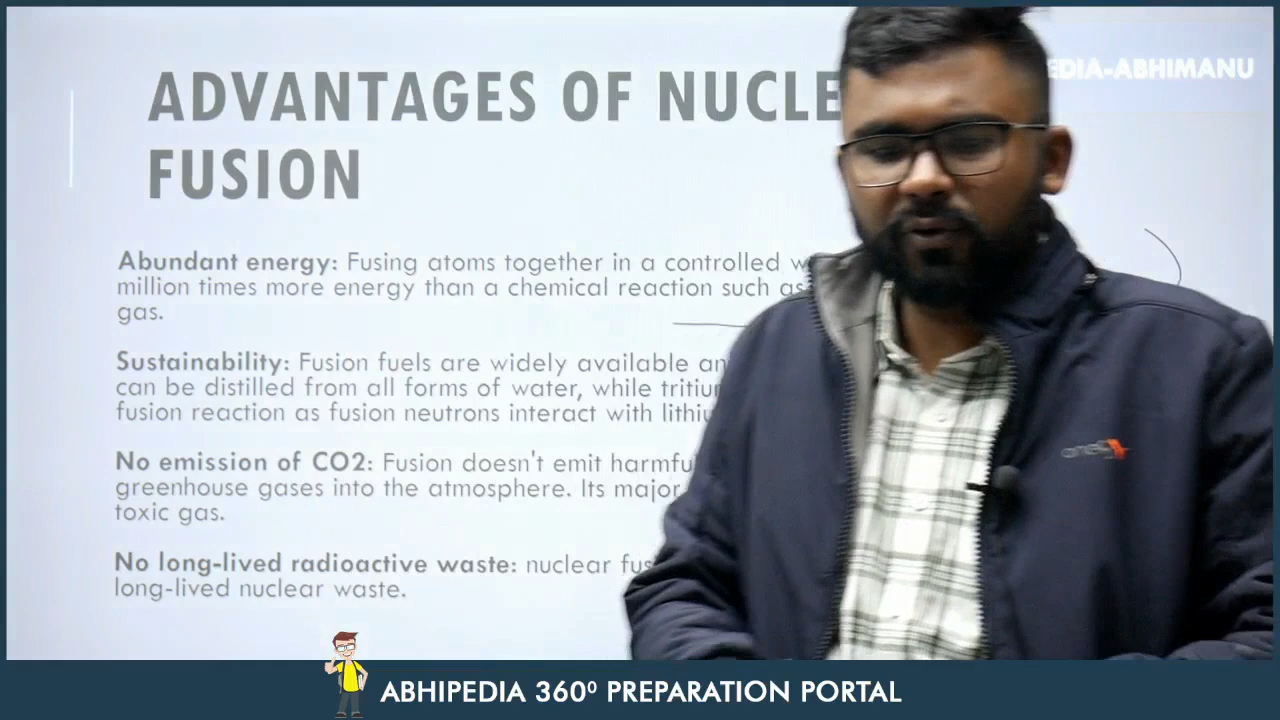 ADVANTAGES OF NUCLE
EDIA-ABHIMANU
FUSION
Abundant energy: Fusing atoms together in a controlled w
million times more energy than a chemical reaction such as
gas.
Sustainability: Fusion fuels are widely available an
can be distilled from all forms of water, while tritiu
fusion reaction as fusion neutrons interact with lithiu
No emission of CO2: Fusion doesn't emit harmful
greenhouse gases into the atmosphere. Its major
toxic gas.
No long-lived radioactive waste: nuclear fus
long-lived nuclear waste.
ABHIPEDIA 360⁰ PREPARATION PORTAL